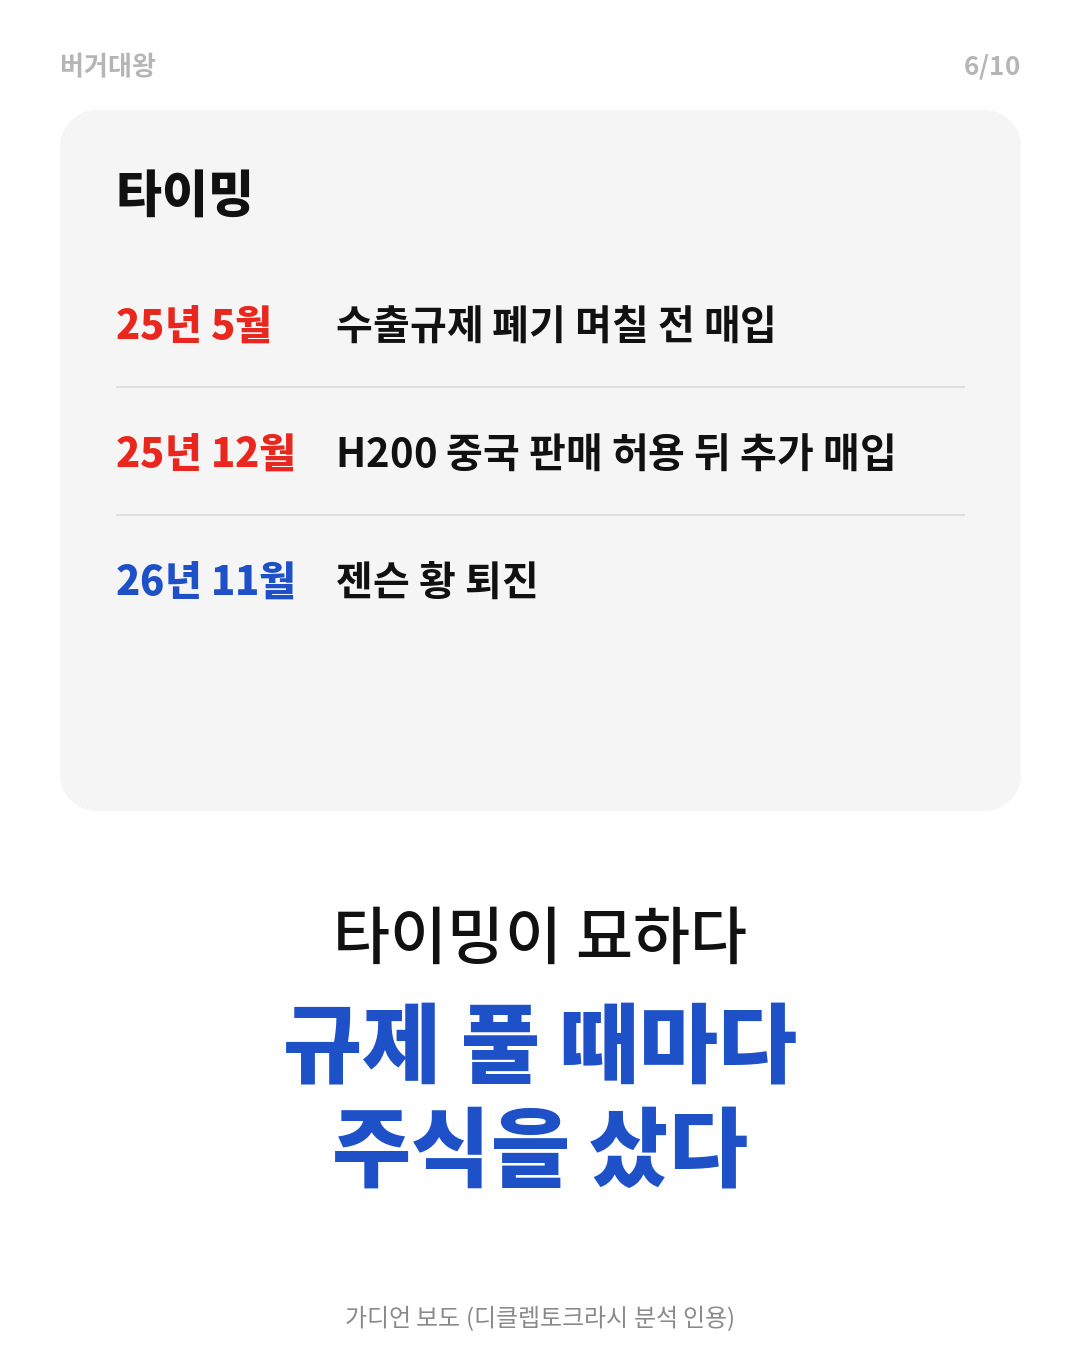 버거대왕
6/10
타이밍
25년 5월 수출규제 폐기 며칠 전 매입
25년 12월 H200 중국 판매 허용 뒤 추가 매입
26년 11월 젠슨 황 퇴진
타이밍이 묘하다
규제 풀 때마다
주식을 샀다
가디언 보도 (디클렙토크라시 분석 인용)